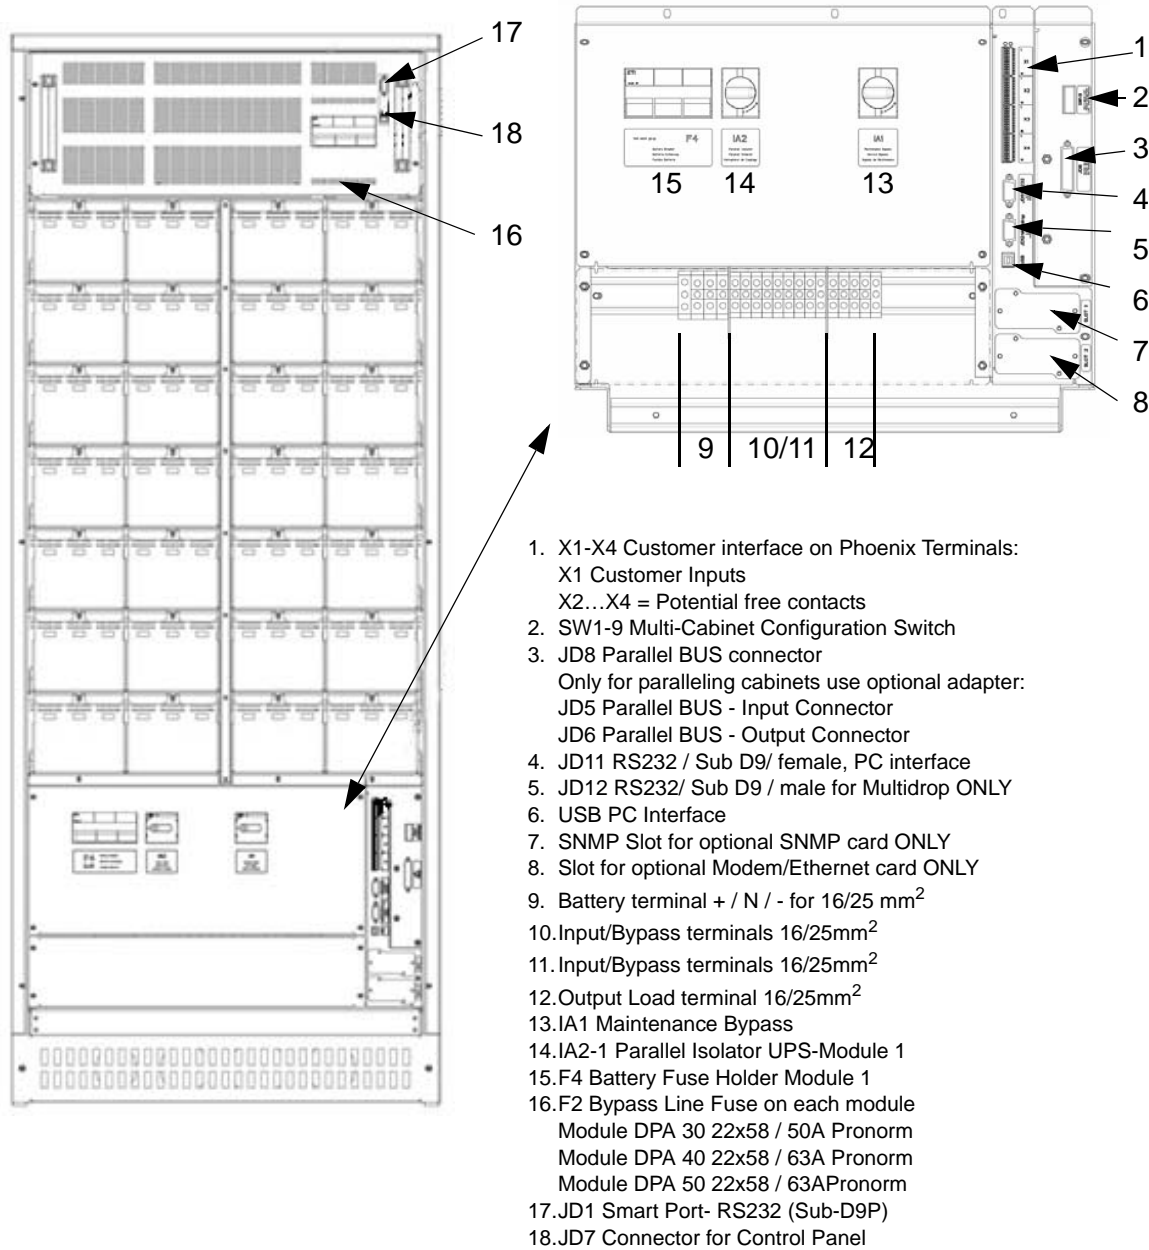 17
18
16
1
2
3
4
5
6
7
8
F4
IA2
IA1
15
14
13
X1
X2
X3
X4
SLOT 1
SLOT 2
9
10/11
12
1. X1-X4 Customer interface on Phoenix Terminals:
X1 Customer Inputs
X2…X4 = Potential free contacts
2. SW1-9 Multi-Cabinet Configuration Switch
3. JD8 Parallel BUS connector
Only for paralleling cabinets use optional adapter:
JD5 Parallel BUS - Input Connector
JD6 Parallel BUS - Output Connector
4. JD11 RS232 / Sub D9/ female, PC interface
5. JD12 RS232/ Sub D9 / male for Multidrop ONLY
6. USB PC Interface
7. SNMP Slot for optional SNMP card ONLY
8. Slot for optional Modem/Ethernet card ONLY
9. Battery terminal + / N / - for 16/25 mm²
10.Input/Bypass terminals 16/25mm²
11.Input/Bypass terminals 16/25mm²
12.Output Load terminal 16/25mm²
13.IA1 Maintenance Bypass
14.IA2-1 Parallel Isolator UPS-Module 1
15.F4 Battery Fuse Holder Module 1
16.F2 Bypass Line Fuse on each module
Module DPA 30 22x58 / 50A Pronorm
Module DPA 40 22x58 / 63A Pronorm
Module DPA 50 22x58 / 63APronorm
17.JD1 Smart Port- RS232 (Sub-D9P)
18.JD7 Connector for Control Panel